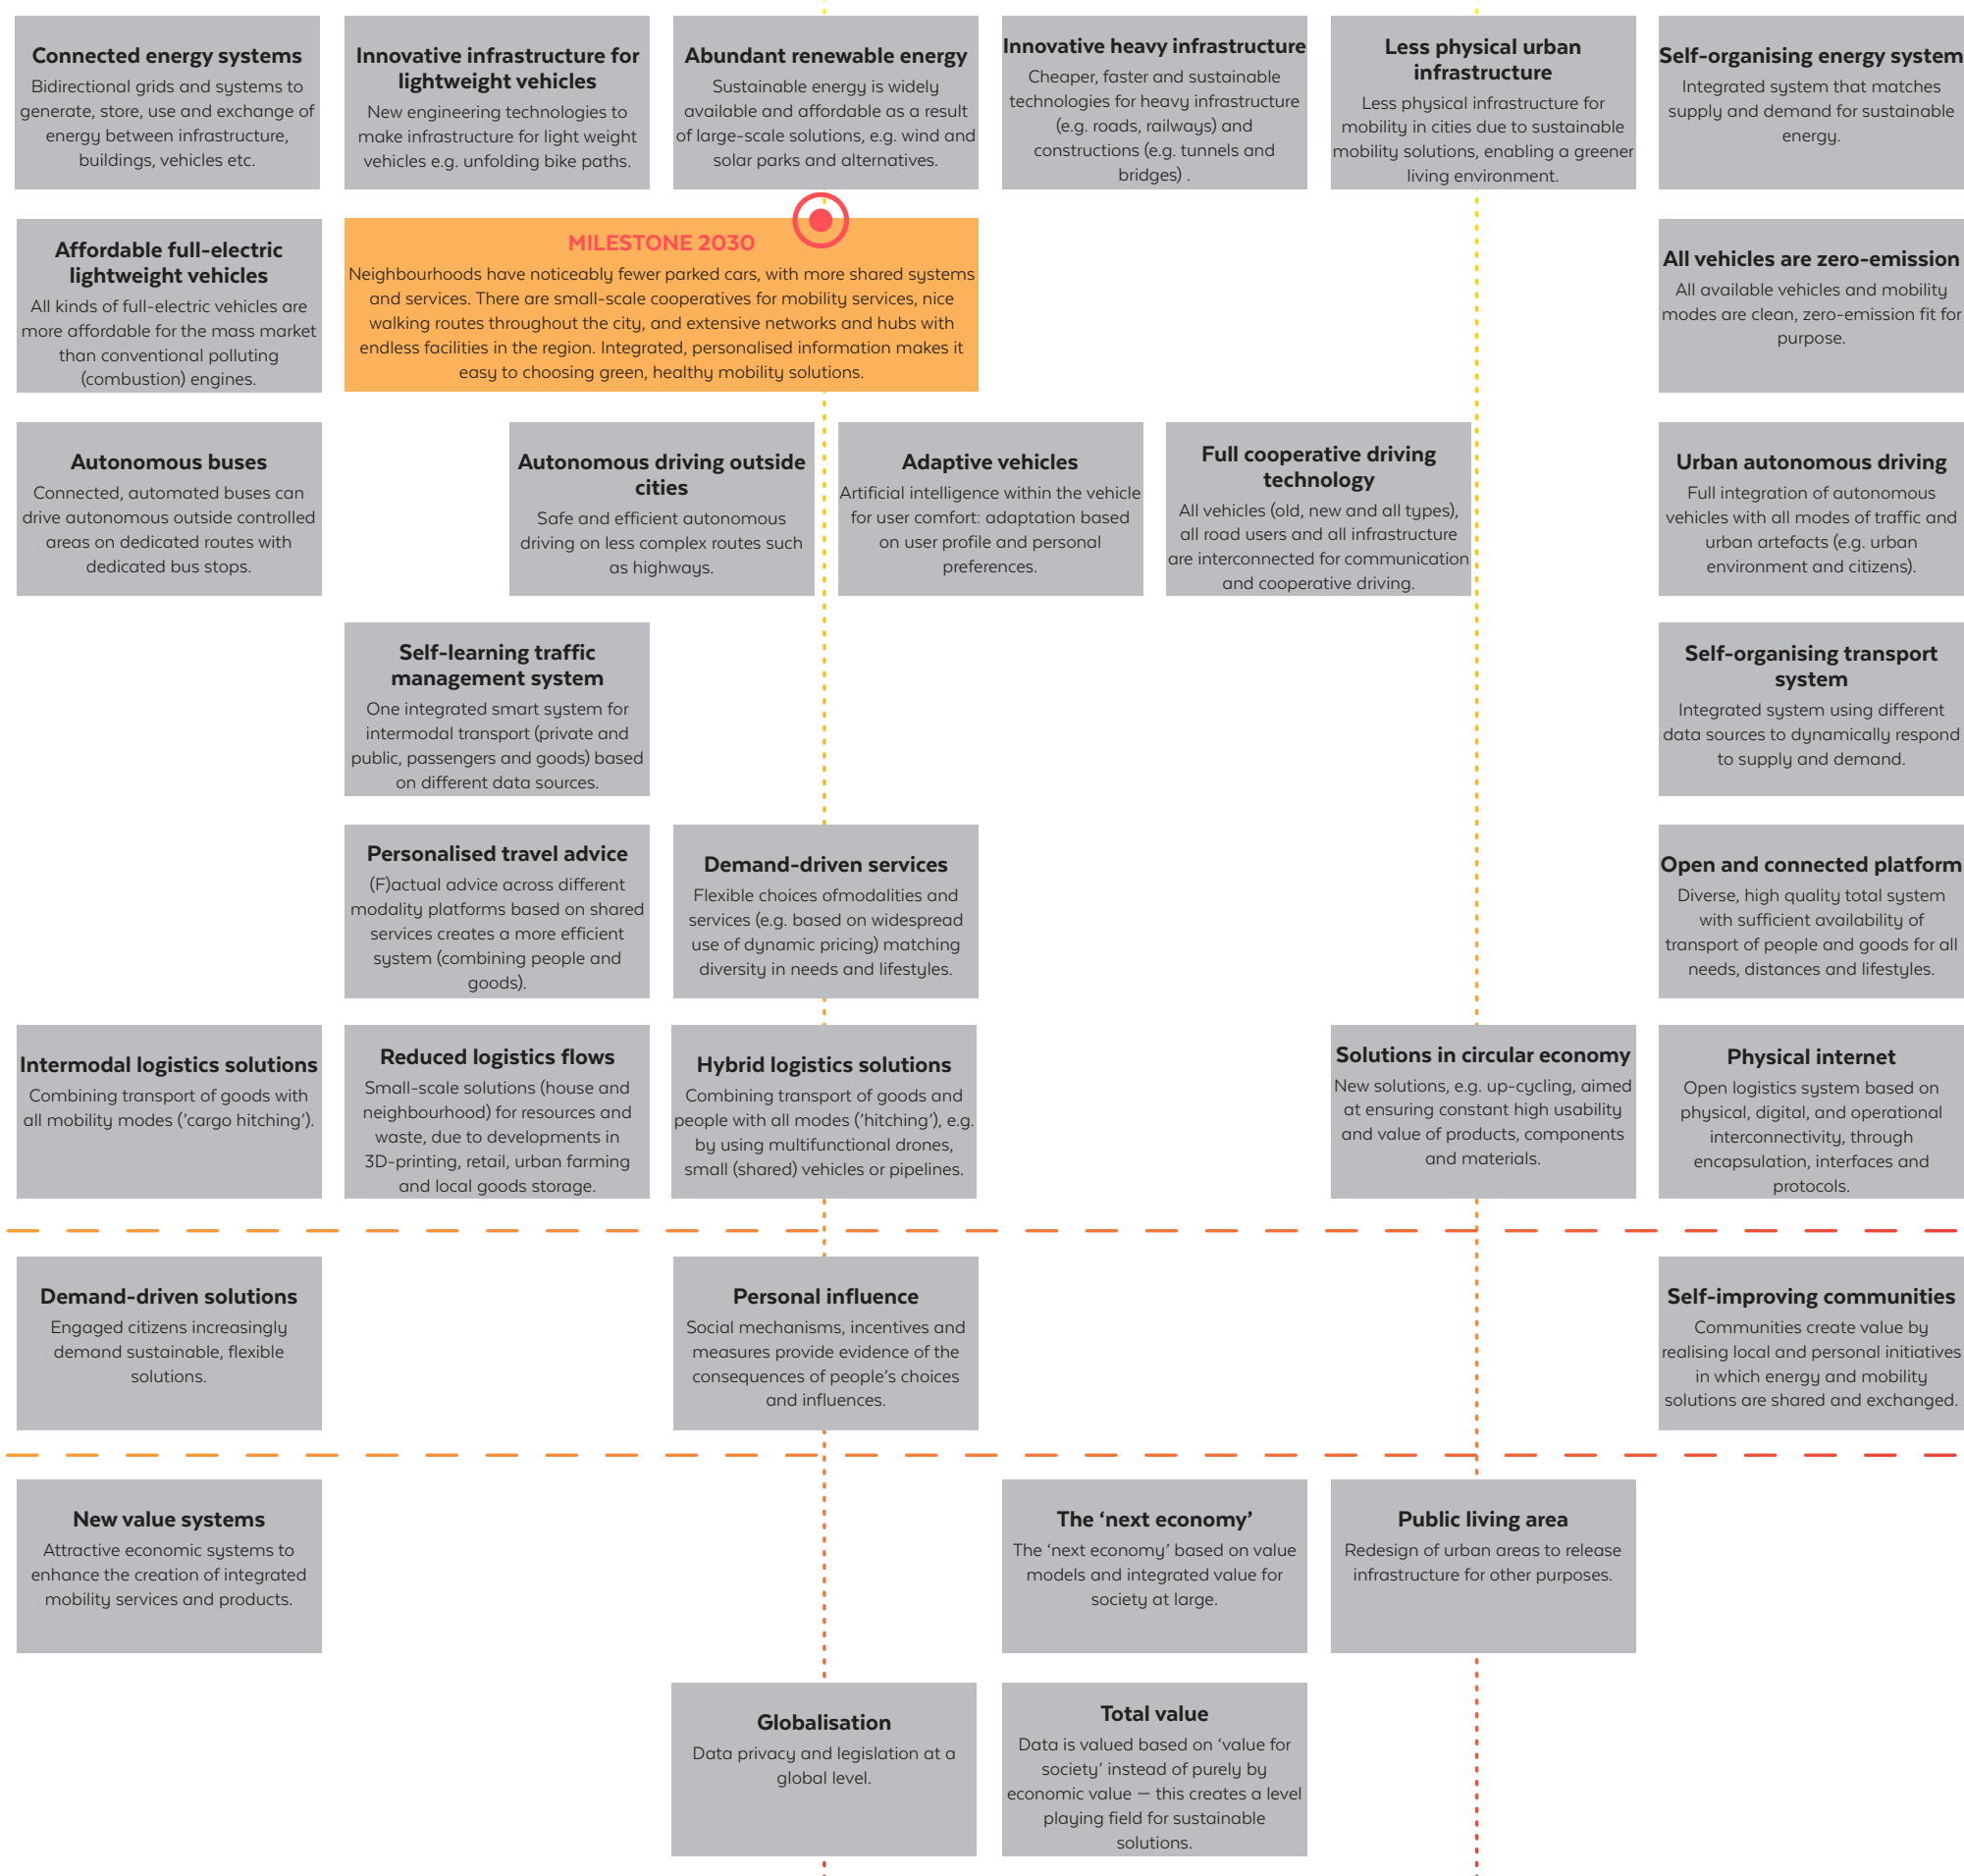 Connected energy systems
Bidirectional grids and systems to
generate, store, use and exchange of
energy between infrastructure,
buildings, vehicles etc.
Innovative infrastructure for
lightweight vehicles
New engineering technologies to
make infrastructure for light weight
vehicles e.g. unfolding bike paths.
Abundant renewable energy
Sustainable energy is widely
available and affordable as a result
of large-scale solutions, e.g. wind and
solar parks and alternatives.
Innovative heavy infrastructure
Cheaper, faster and sustainable
technologies for heavy infrastructure
(e.g. roads, railways) and
constructions (e.g. tunnels and
bridges) .
Less physical urban
infrastructure
Less physical infrastructure for
mobility in cities due to sustainable
mobility solutions, enabling a greener
living environment.
Self-organising energy system
Integrated system that matches
supply and demand for sustainable
energy.
Affordable full-electric
lightweight vehicles
All kinds of full-electric vehicles are
more affordable for the mass market
than conventional polluting
(combustion) engines.
MILESTONE 2030
Neighbourhoods have noticeably fewer parked cars, with more shared systems
and services. There are small-scale cooperatives for mobility services, nice
walking routes throughout the city, and extensive networks and hubs with
endless facilities in the region. Integrated, personalised information makes it
easy to choosing green, healthy mobility solutions.
All vehicles are zero-emission
All available vehicles and mobility
modes are clean, zero-emission fit for
purpose.
Autonomous buses
Connected, automated buses can
drive autonomous outside controlled
areas on dedicated routes with
dedicated bus stops.
Autonomous driving outside
cities
Safe and efficient autonomous
driving on less complex routes such
as highways.
Adaptive vehicles
Artificial intelligence within the vehicle
for user comfort: adaptation based
on user profile and personal
preferences.
Full cooperative driving
technology
All vehicles (old, new and all types),
all road users and all infrastructure
are interconnected for communication
and cooperative driving.
Urban autonomous driving
Full integration of autonomous
vehicles with all modes of traffic and
urban artefacts (e.g. urban
environment and citizens).
Self-learning traffic
management system
One integrated smart system for
intermodal transport (private and
public, passengers and goods) based
on different data sources.
Self-organising transport
system
Integrated system using different
data sources to dynamically respond
to supply and demand.
Personalised travel advice
(F)actual advice across different
modality platforms based on shared
services creates a more efficient
system (combining people and
goods).
Demand-driven services
Flexible choices ofmodalities and
services (e.g. based on widespread
use of dynamic pricing) matching
diversity in needs and lifestyles.
Open and connected platform
Diverse, high quality total system
with sufficient availability of
transport of people and goods for all
needs, distances and lifestyles.
Intermodal logistics solutions
Combining transport of goods with
all mobility modes (’cargo hitching’).
Reduced logistics flows
Small-scale solutions (house and
neighbourhood) for resources and
waste, due to developments in
3D-printing, retail, urban farming
and local goods storage.
Hybrid logistics solutions
Combining transport of goods and
people with all modes (’hitching’), e.g.
by using multifunctional drones,
small (shared) vehicles or pipelines.
Solutions in circular economy
New solutions, e.g. up-cycling, aimed
at ensuring constant high usability
and value of products, components
and materials.
Physical internet
Open logistics system based on
physical, digital, and operational
interconnectivity, through
encapsulation, interfaces and
protocols.
Demand-driven solutions
Engaged citizens increasingly
demand sustainable, flexible
solutions.
Personal influence
Social mechanisms, incentives and
measures provide evidence of the
consequences of people’s choices
and influences.
Self-improving communities
Communities create value by
realising local and personal initiatives
in which energy and mobility
solutions are shared and exchanged.
New value systems
Attractive economic systems to
enhance the creation of integrated
mobility services and products.
The ‘next economy’
The ‘next economy’ based on value
models and integrated value for
society at large.
Public living area
Redesign of urban areas to release
infrastructure for other purposes.
Globalisation
Data privacy and legislation at a
global level.
Total value
Data is valued based on ‘value for
society’ instead of purely by
economic value — this creates a level
playing field for sustainable
solutions.